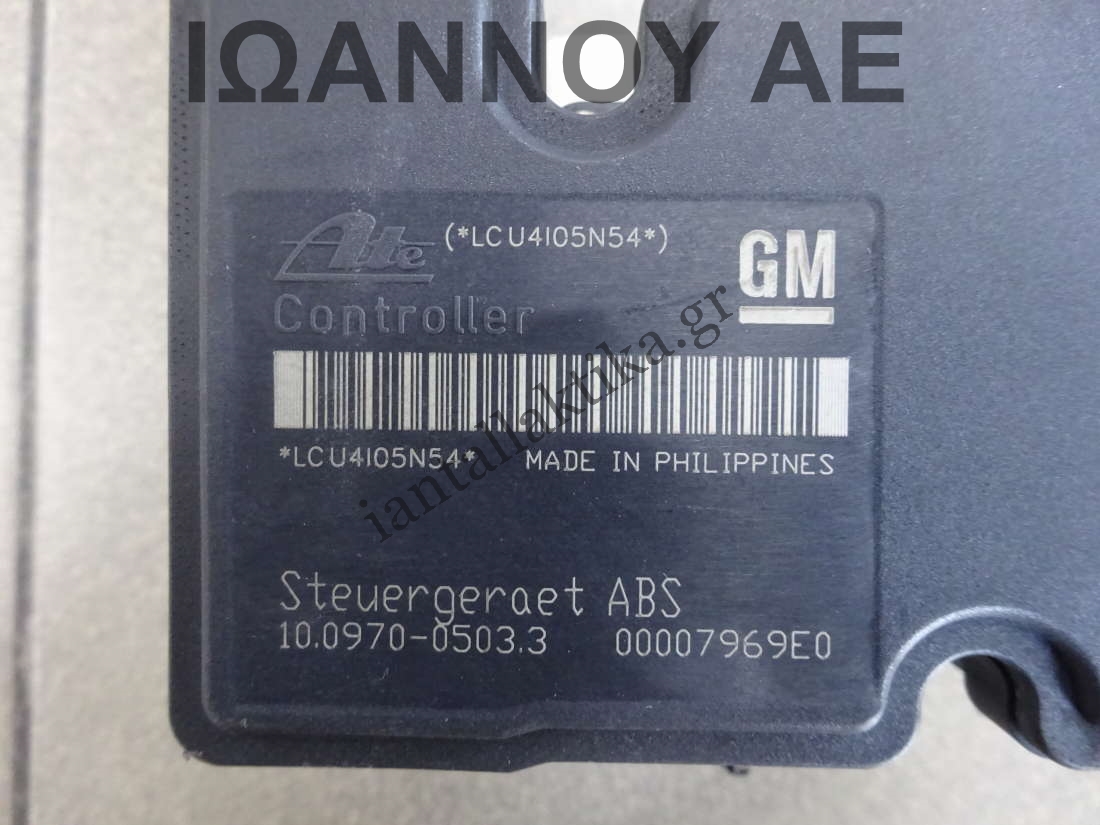 ΙΩΑΝΝΟΥ ΑΕ
Ate (*LCU4I05N54*) GM
Controller
*LCU4I05N54* MADE IN PHILIPPINES
iantallaktika.gr
Steuergeraet ABS
10.0970-0503.3 00007969E0